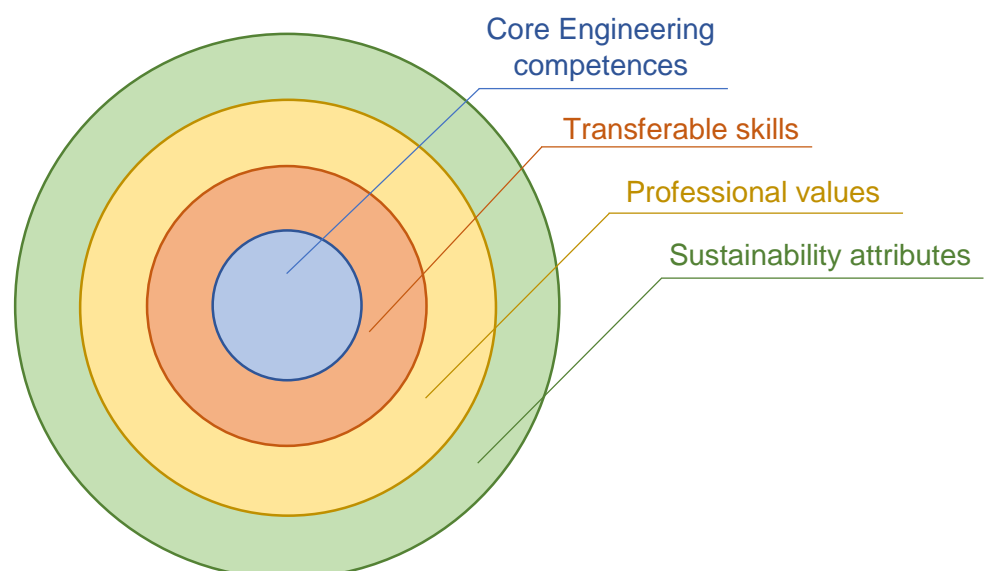 Core Engineering
competences
Transferable skills
Professional values
Sustainability attributes